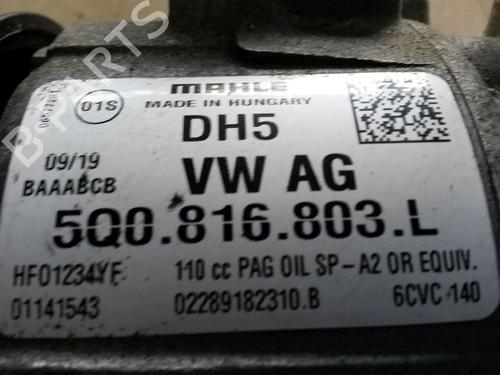 MAHLE
01S
MADE IN HUNGARY
DH5
09/19
BAAABCB
VW AG
5Q0.816.803.L
HFO1234YF
110 cc PAG OIL SP-A2 OR EQUIV.
01141543
02289182310.B
6CVC 140
B-PARTS